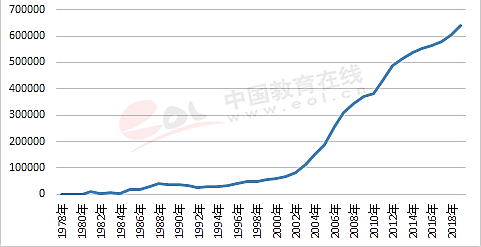 700000
600000
500000
400000
300000
200000
100000
0
eol 中国教育在线
www.eol.cn
1978年
1980年
1982年
1984年
1986年
1988年
1990年
1992年
1994年
1996年
1998年
2000年
2002年
2004年
2006年
2008年
2010年
2012年
2014年
2016年
2018年